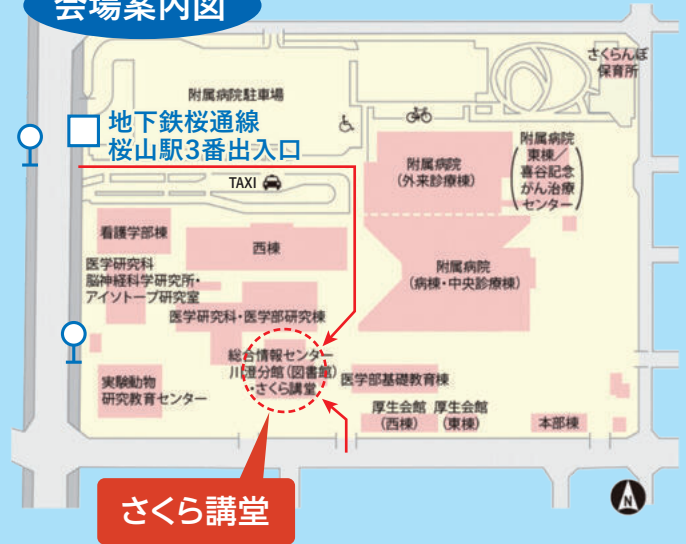 会場案内図
さくらんぼ
保育所
附属病院駐車場
地下鉄桜通線
桜山駅3番出入口
附属病院
(外来診療棟)
附属病院
東棟/
喜谷記念
がん治療
センター
TAXI
看護学部棟
西棟
医学研究科
脳神経科学研究所・
アイソトープ研究室
附属病院
(病棟・中央診療棟)
医学研究科・医学部研究棟
総合情報センター
川澄分館(図書館)
・さくら講堂
医学部基礎教育棟
実験動物
研究教育センター
厚生会館
(西棟)
厚生会館
(東棟)
本部棟
さくら講堂
N